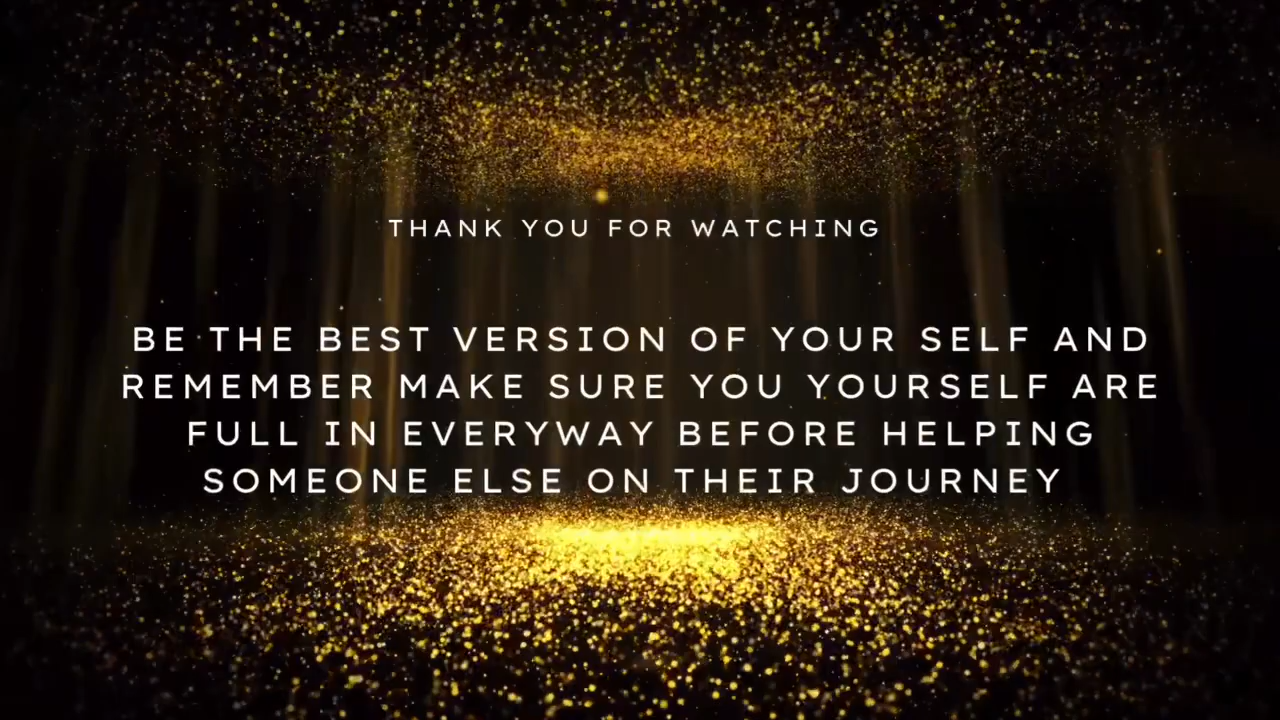 THANK YOU FOR WATCHING
BE THE BEST VERSION OF YOUR SELF AND
REMEMBER MAKE SURE YOU YOURSELF ARE
FULL IN EVERYWAY BEFORE HELPING
SOMEONE ELSE ON THEIR JOURNEY